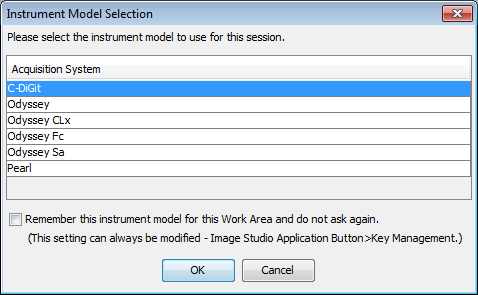 Instrument Model Selection
Please select the instrument model to use for this session.
Acquisition System
C-DiGit
Odyssey
Odyssey CLx
Odyssey Fc
Odyssey Sa
Pearl
Remember this instrument model for this Work Area and do not ask again.
(This setting can always be modified - Image Studio Application Button>Key Management.)
OK Cancel